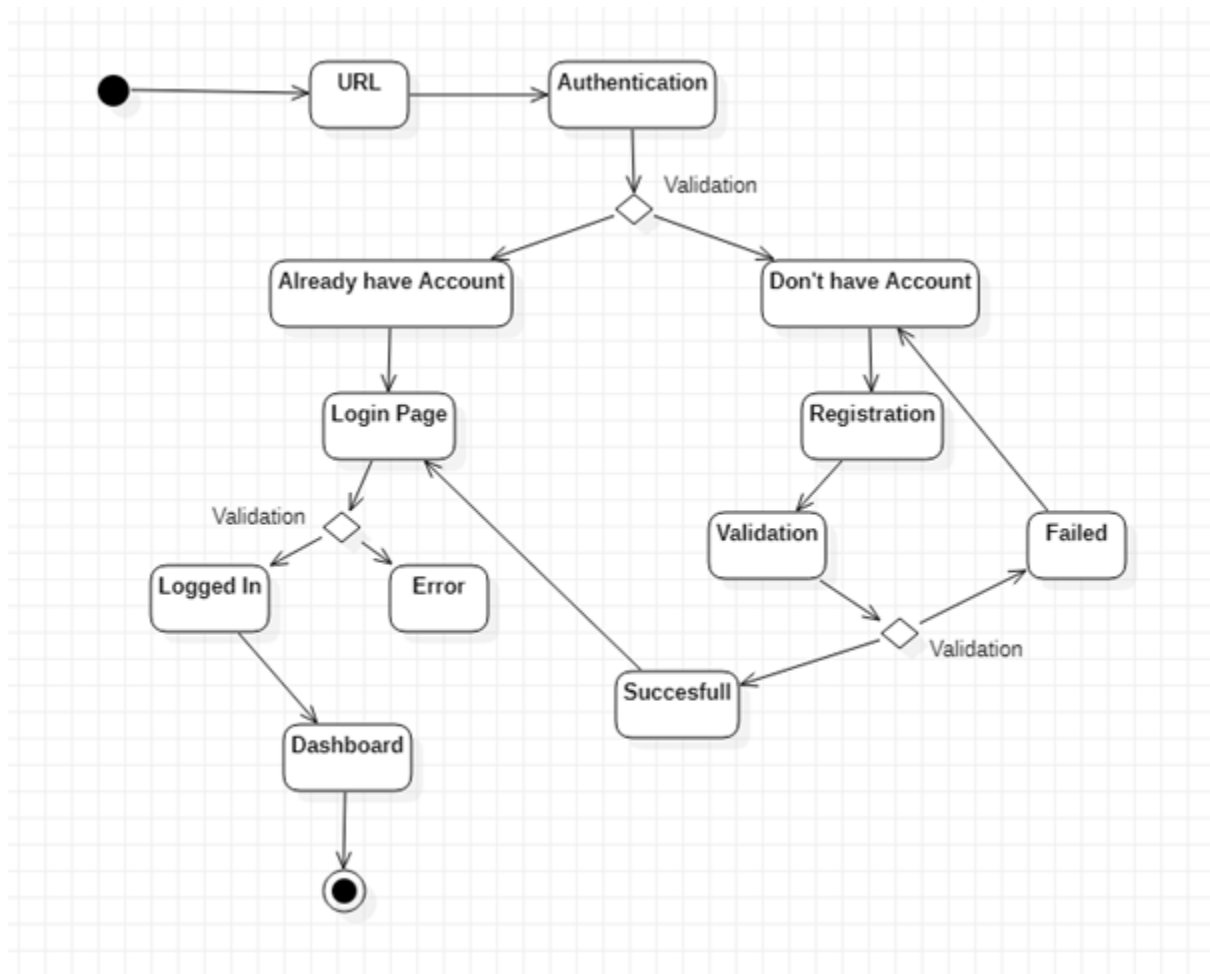 URL
Authentication
Validation
Already have Account
Don't have Account
Login Page
Registration
Validation
Validation
Failed
Logged In
Error
Validation
Succesfull
Dashboard